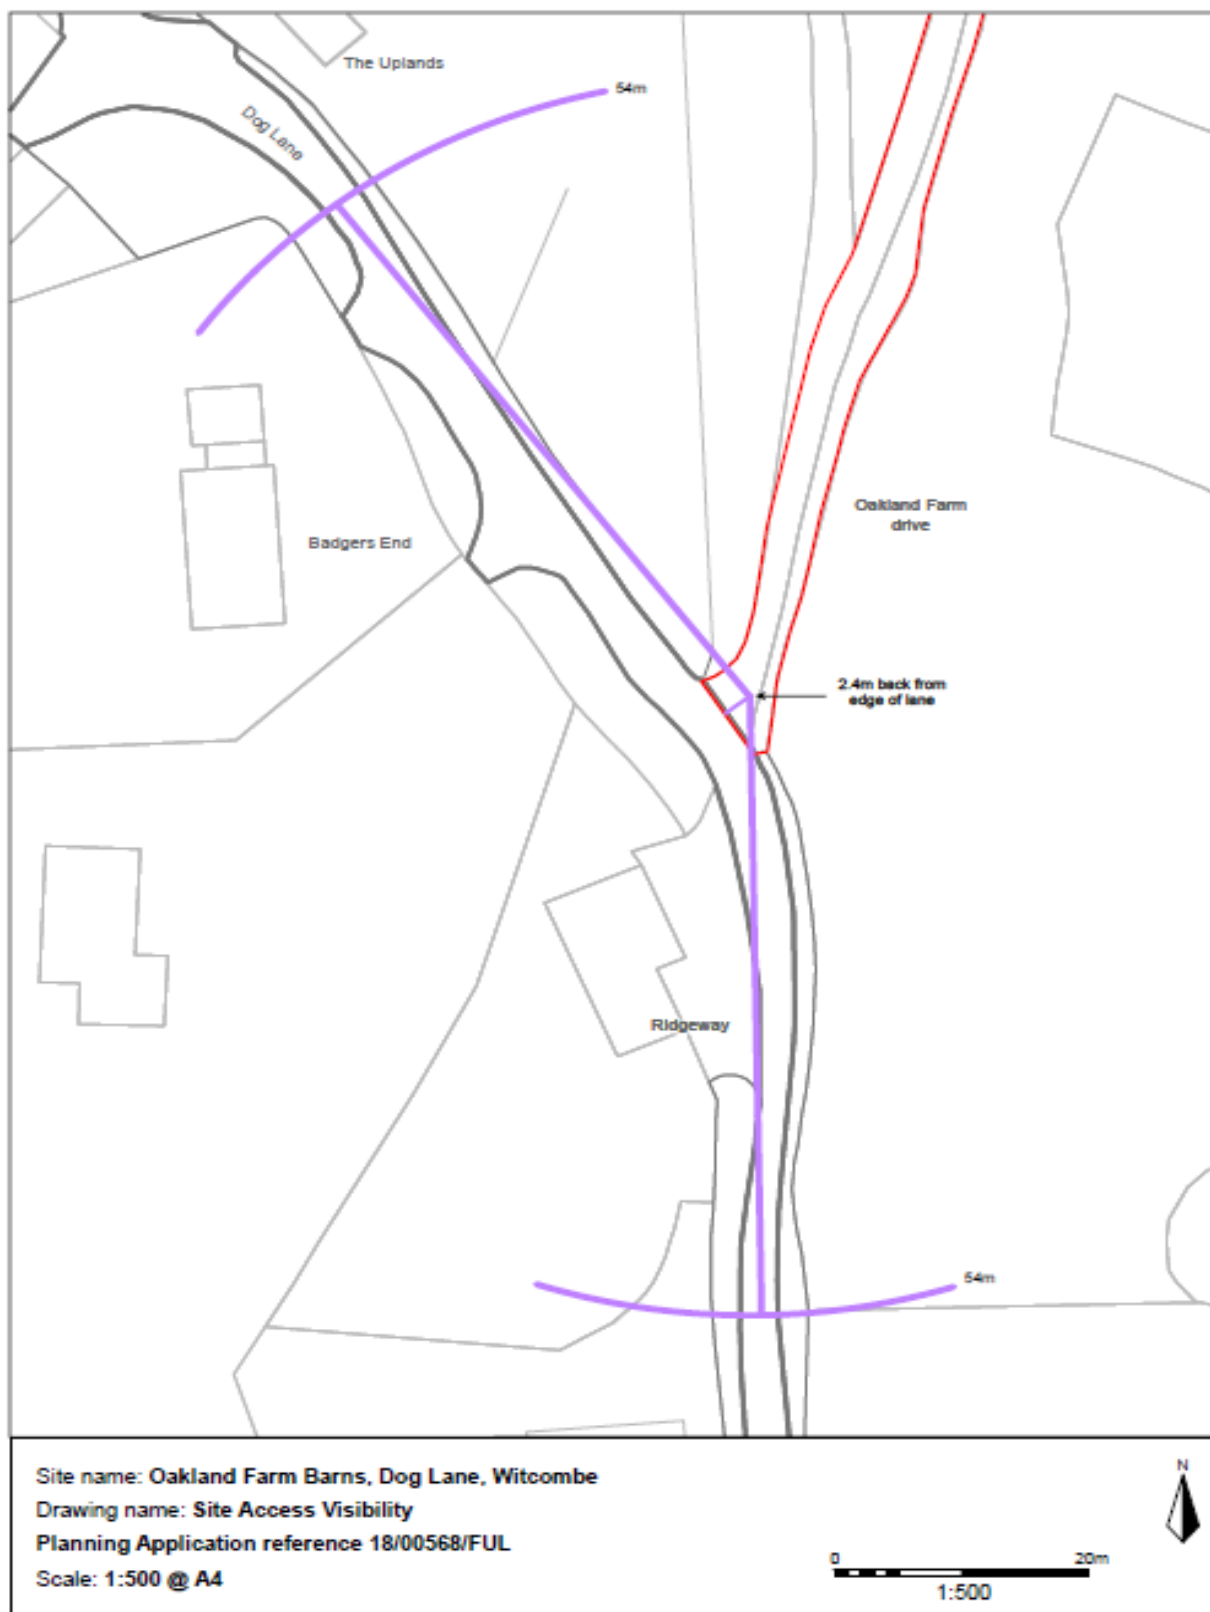 The Uplands
54m
Dog Lane
Oakland Farm
drive
Badgers End
2.4m back from
edge of lane
Ridgeway
54m
Site name: Oakland Farm Barns, Dog Lane, Witcombe
Drawing name: Site Access Visibility
Planning Application reference 18/00568/FUL
Scale: 1:500 @ A4
N
0 20m
1:500